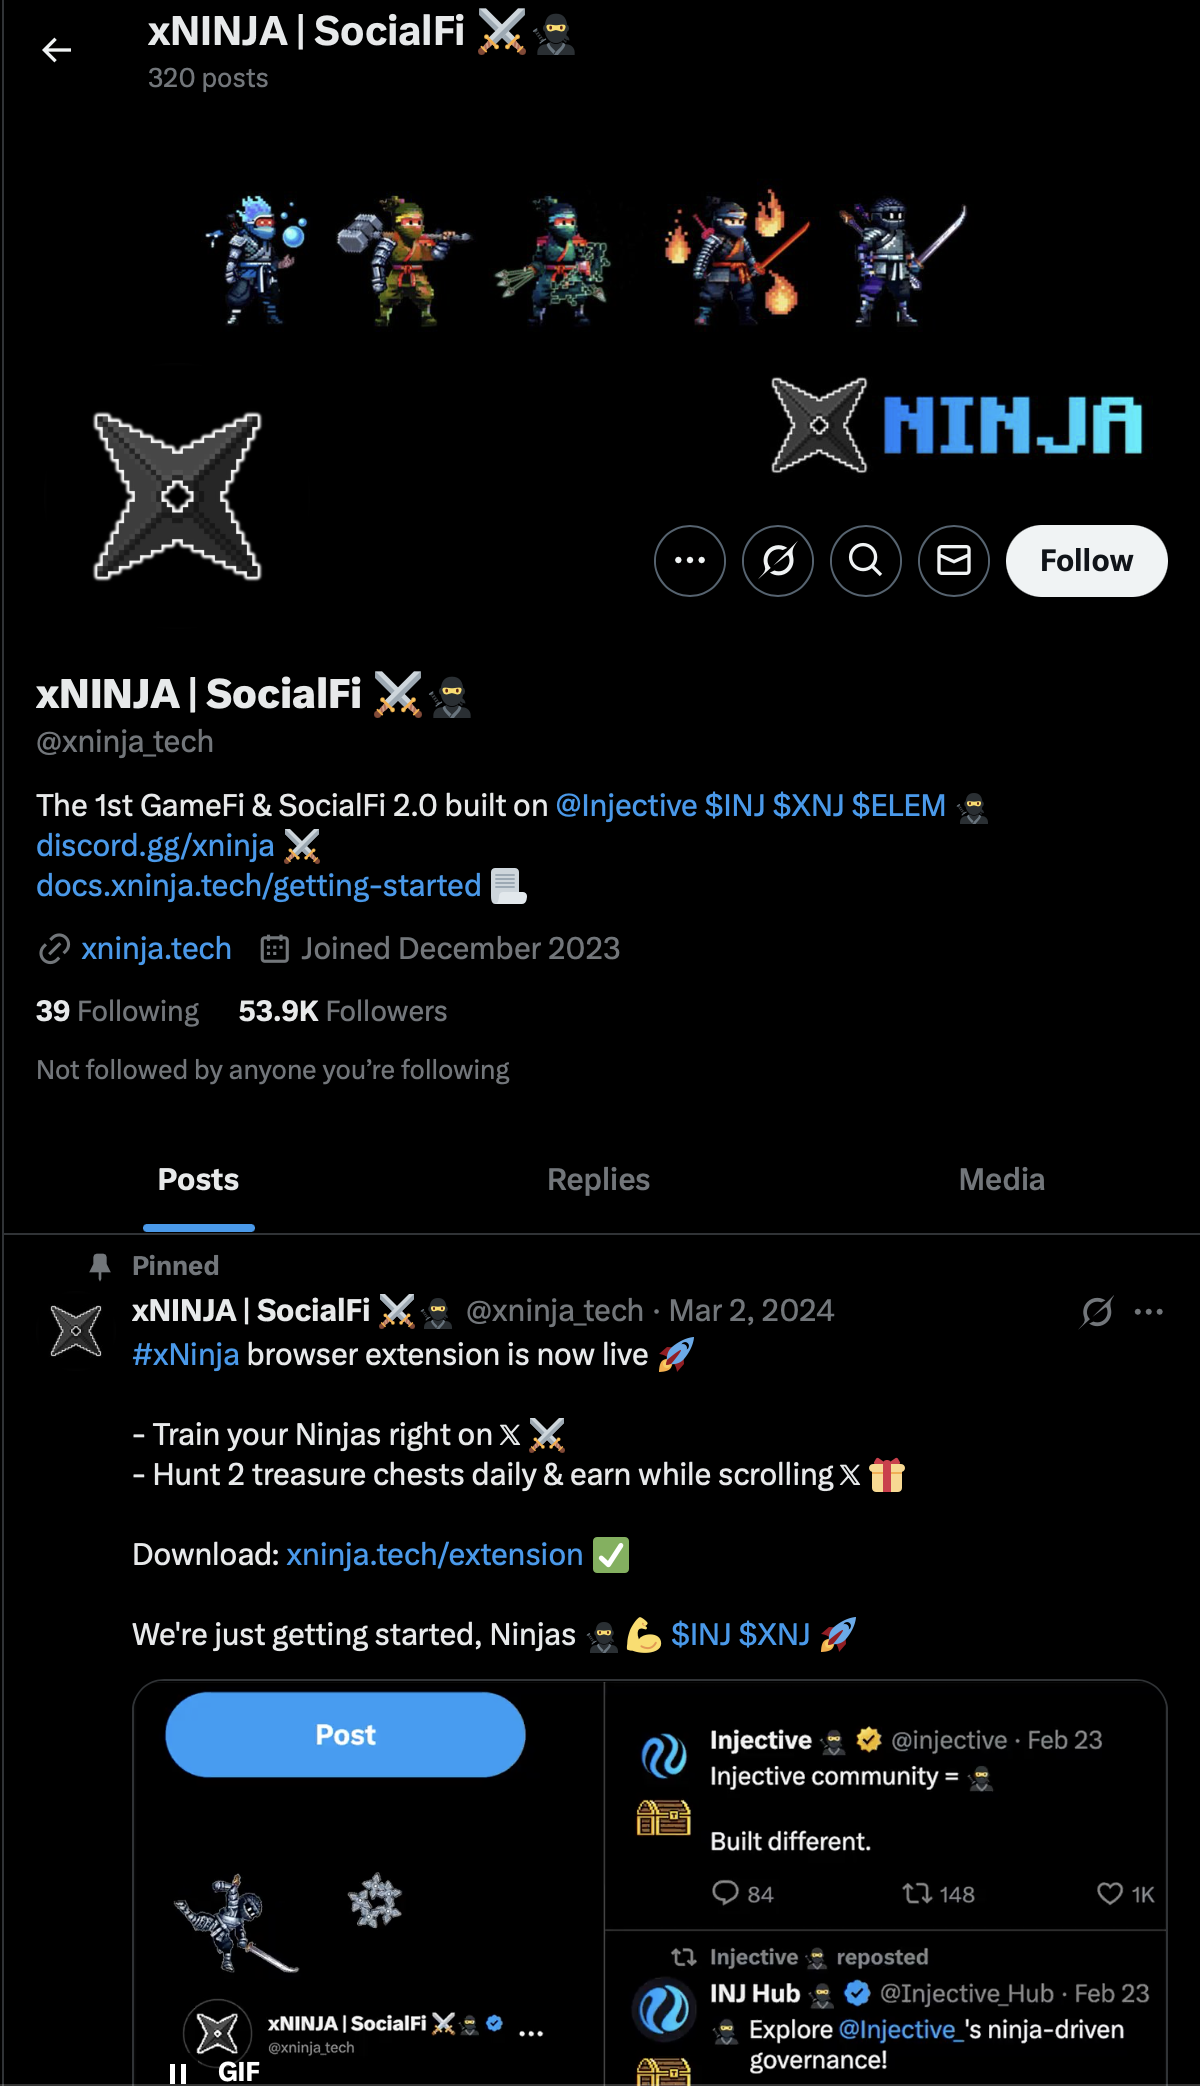 xNINJA | SocialFi ⚔️🥷
320 posts
NINJA
Follow
xNINJA | SocialFi ⚔️🥷
@xninja_tech
The 1st GameFi & SocialFi 2.0 built on @Injective $INJ $XNJ $ELEM 🥷
discord.gg/xninja ⚔️
docs.xninja.tech/getting-started 📃
xninja.tech Joined December 2023
39 Following 53.9K Followers
Not followed by anyone you’re following
Posts Replies Media
Pinned
xNINJA | SocialFi ⚔️🥷 @xninja_tech · Mar 2, 2024
#xNinja browser extension is now live 🚀
- Train your Ninjas right on 𝕏 ⚔️
- Hunt 2 treasure chests daily & earn while scrolling 𝕏 🎁
Download: xninja.tech/extension ✅
We're just getting started, Ninjas 🥷💪 $INJ $XNJ 🚀
Post
xNINJA | SocialFi ⚔️🥷
@xninja_tech
GIF
Injective 🥷 @injective · Feb 23
Injective community = 🥷
Built different.
84 148 1K
Injective 🥷 reposted
INJ Hub 🥷 @Injective_Hub · Feb 23
🥷 Explore @Injective_'s ninja-driven
governance!